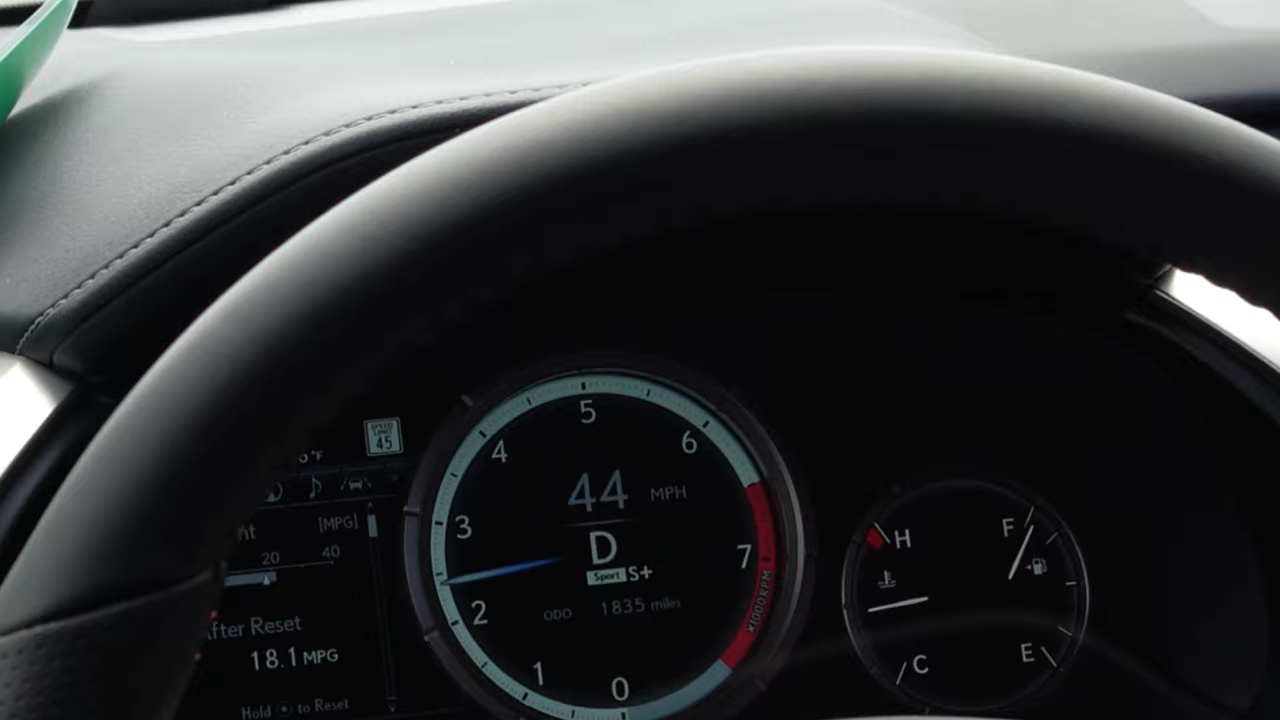 SPEED
LIMIT
45
°F
[MPG]
20 40
After Reset
18.1 MPG
Hold to Reset
5
4
6
3
7
2
1
0
44 MPH
D
Sport S+
ODO 1835 miles
X1000RPM
H
C
F
E